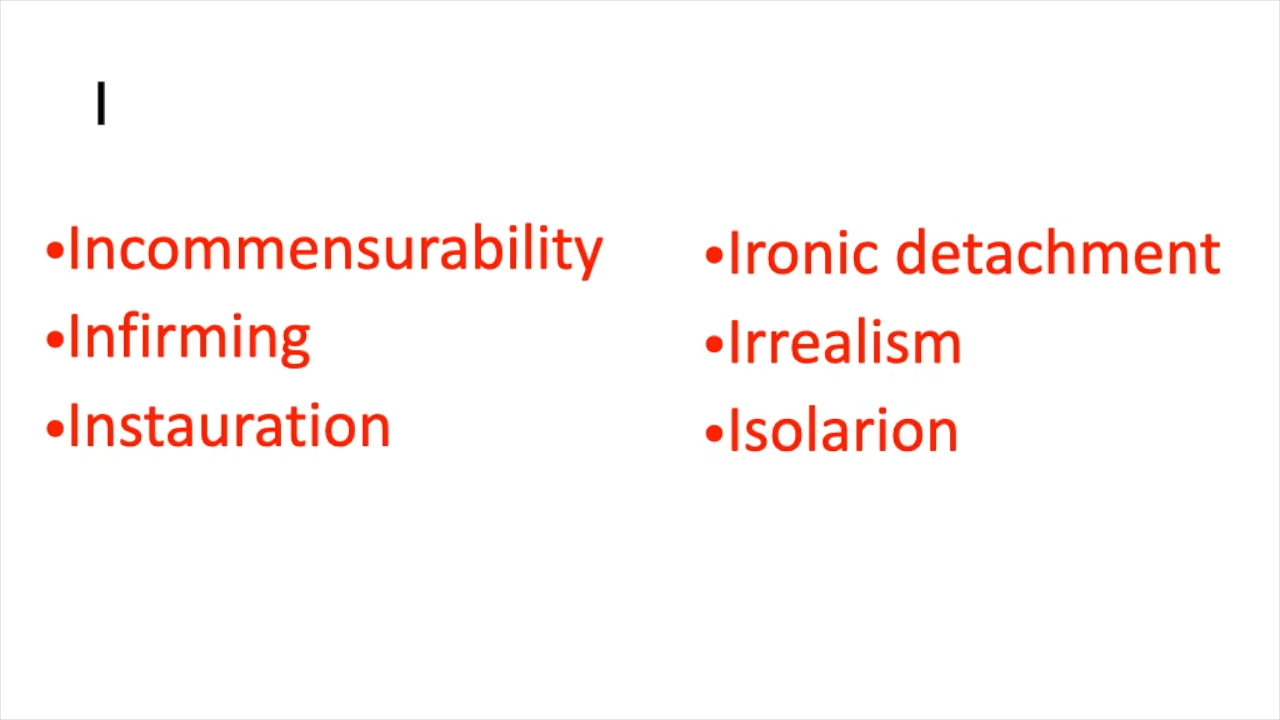 I
•Incommensurability
•Infirming
•Instauration
•Ironic detachment
•Irrealism
•Isolarion